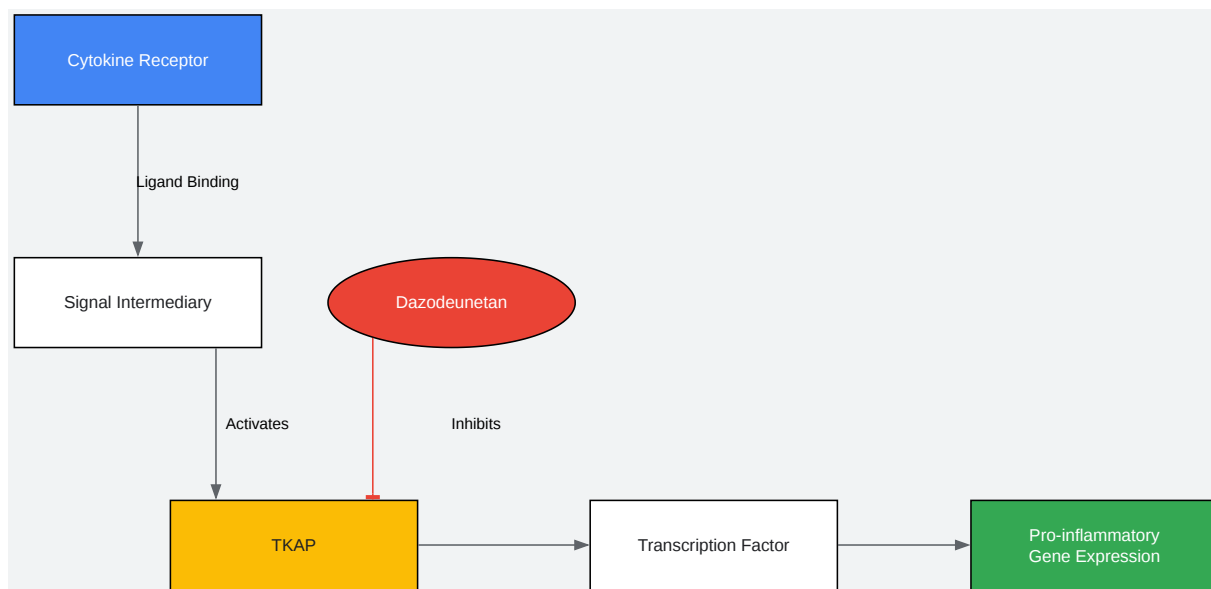 Cytokine Receptor
Ligand Binding
Signal Intermediary
Dazodeunetan
Activates
Inhibits
TKAP
Transcription Factor
Pro-inflammatory
Gene Expression